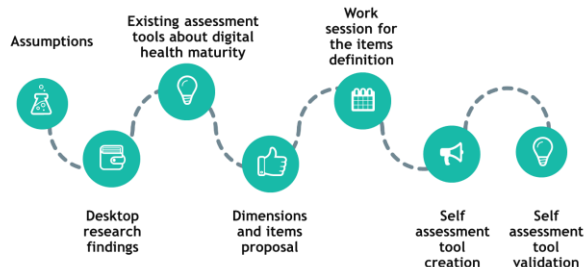 Assumptions
Desktop
research
findings
Existing assessment
tools about digital
health maturity
Dimensions
and items
proposal
Work
session for
the items
definition
Self
assessment
tool
creation
Self
assessment
tool
validation